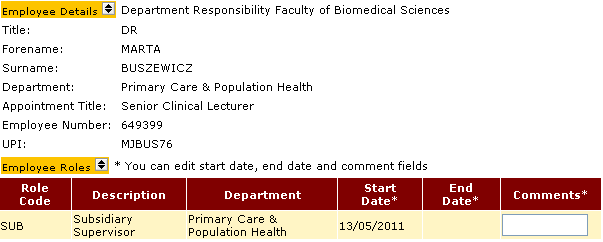 Employee Details Department Responsibility Faculty of Biomedical Sciences
Title: DR
Forename: MARTA
Surname: BUSZEWICZ
Department: Primary Care & Population Health
Appointment Title: Senior Clinical Lecturer
Employee Number: 649399
UPI: MJBUS76
Employee Roles * You can edit start date, end date and comment fields
Role Code Description Department Start Date* End Date* Comments*
SUB Subsidiary Supervisor Primary Care & Population Health 13/05/2011